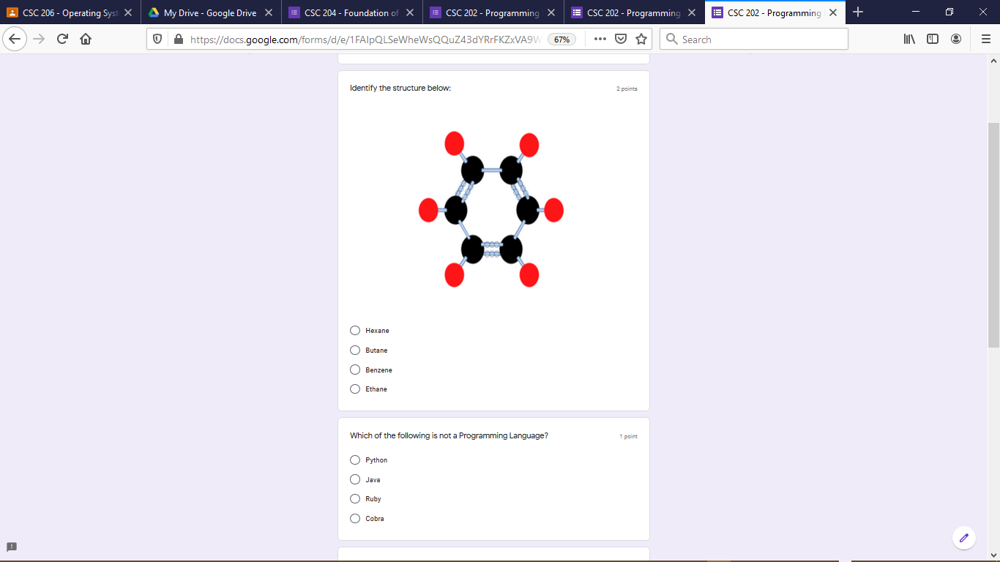 CSC 206 - Operating Syst
My Drive - Google Drive
CSC 204 - Foundation of
CSC 202 - Programming
CSC 202 - Programming
CSC 202 - Programming
https://docs.google.com/forms/d/e/1FAIpQLSeWheWsQQuZ43dYRrFKZxVA9W
67%
Search
Identify the structure below:
2 points
Hexane
Butane
Benzene
Ethane
Which of the following is not a Programming Language?
1 point
Python
Java
Ruby
Cobra